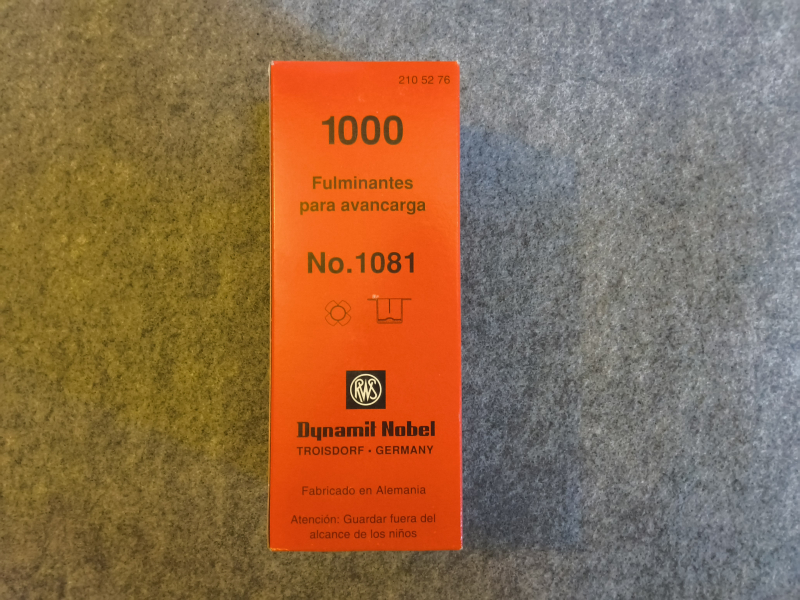 210 52 76
1000
Fulminantes
para avancarga
No.1081
RWS
Dynamit Nobel
TROISDORF • GERMANY
Fabricado en Alemania
Atención: Guardar fuera del
alcance de los niños